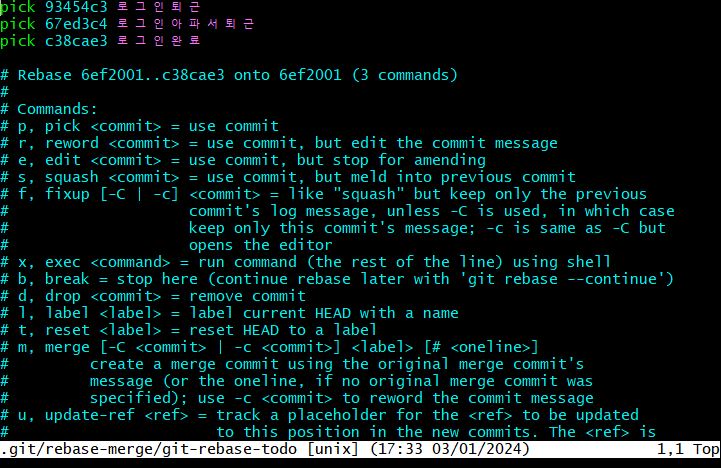 pick 93454c3 로그인퇴근
pick 67ed3c4 로그인아파서퇴근
pick c38cae3 로그인완료
# Rebase 6ef2001..c38cae3 onto 6ef2001 (3 commands)
#
# Commands:
# p, pick <commit> = use commit
# r, reword <commit> = use commit, but edit the commit message
# e, edit <commit> = use commit, but stop for amending
# s, squash <commit> = use commit, but meld into previous commit
# f, fixup [-C | -c] <commit> = like "squash" but keep only the previous
#                    commit's log message, unless -C is used, in which case
#                    keep only this commit's message; -c is same as -C but
#                    opens the editor
# x, exec <command> = run command (the rest of the line) using shell
# b, break = stop here (continue rebase later with 'git rebase --continue')
# d, drop <commit> = remove commit
# l, label <label> = label current HEAD with a name
# t, reset <label> = reset HEAD to a label
# m, merge [-C <commit> | -c <commit>] <label> [# <oneline>]
#         create a merge commit using the original merge commit's
#         message (or the oneline, if no original merge commit was
#         specified); use -c <commit> to reword the commit message
# u, update-ref <ref> = track a placeholder for the <ref> to be updated
#                       to this position in the new commits. The <ref> is
.git/rebase-merge/git-rebase-todo [unix] (17:33 03/01/2024) 1,1 Top